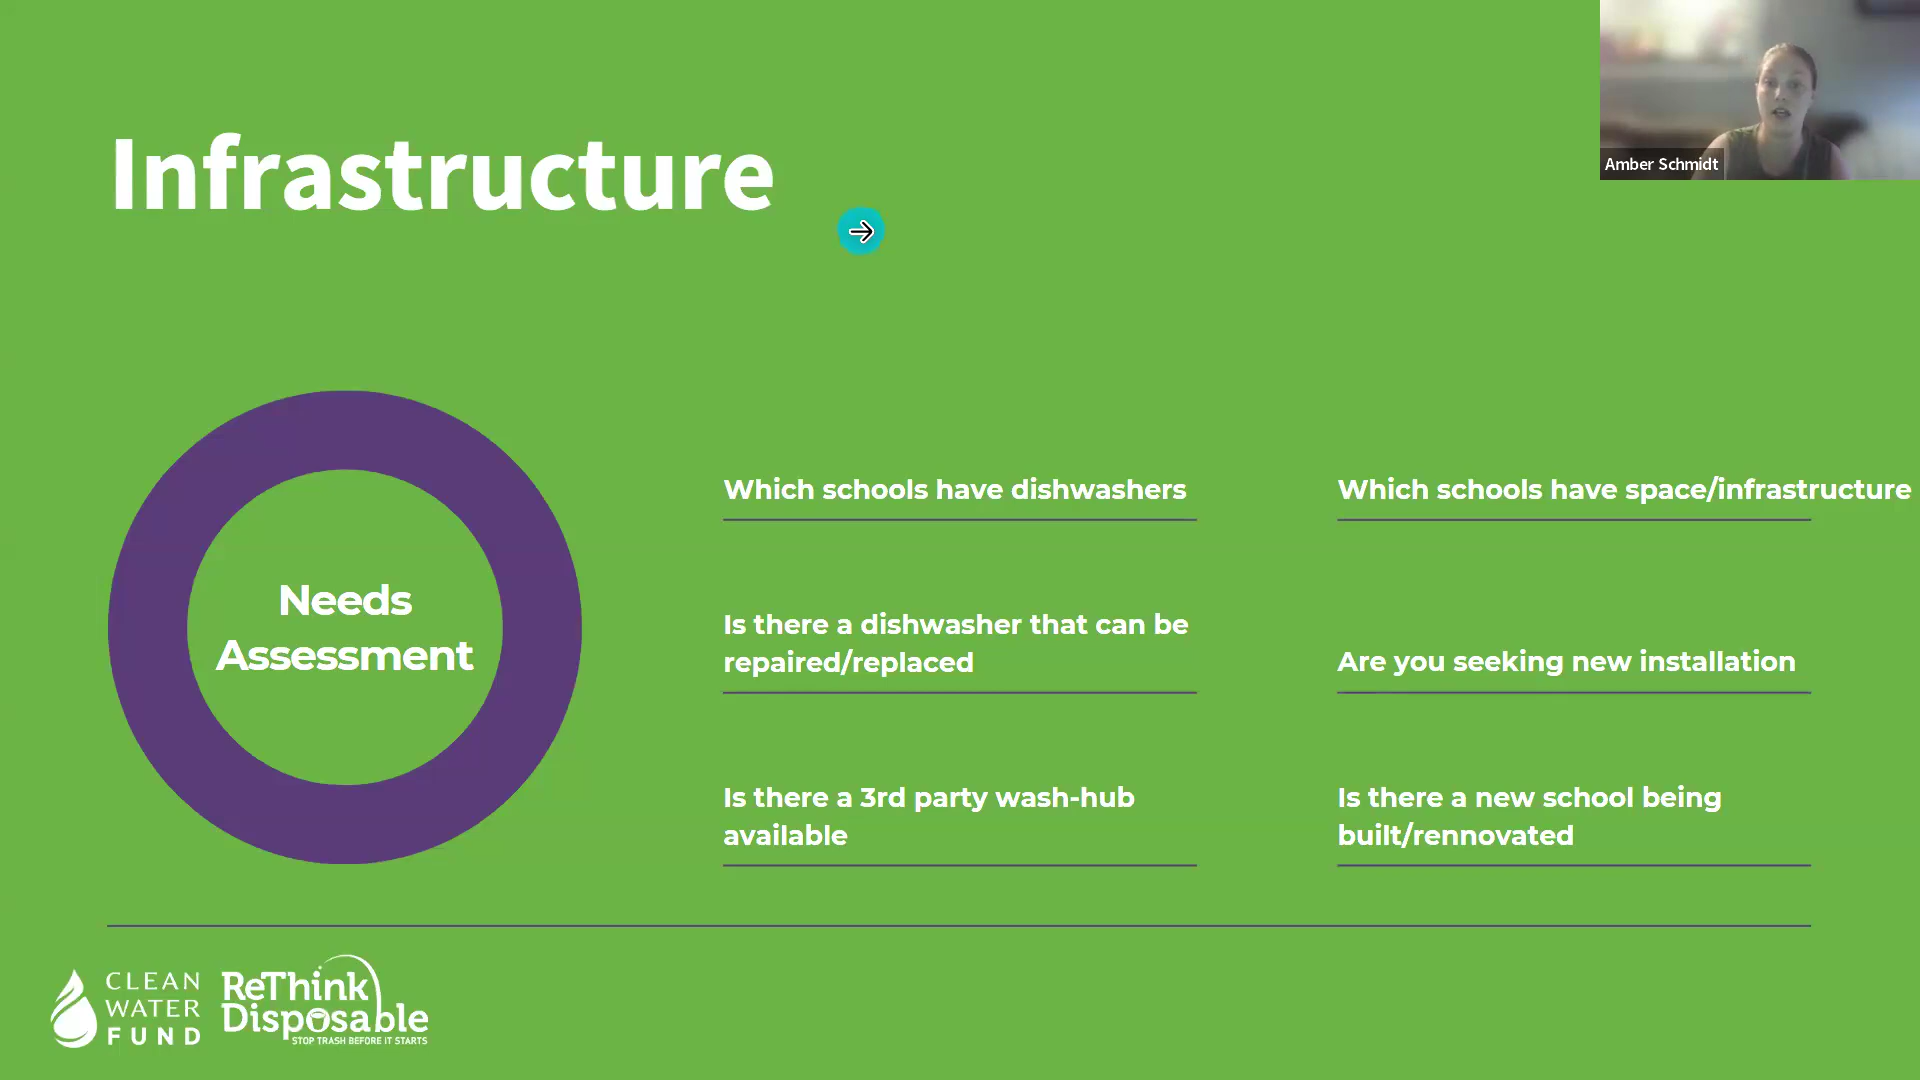 Infrastructure
Amber Schmidt
Needs
Assessment
Which schools have dishwashers
Which schools have space/infrastructure
Is there a dishwasher that can be
repaired/replaced
Are you seeking new installation
Is there a 3rd party wash-hub
available
Is there a new school being
built/rennovated
CLEAN
WATER
FUND
ReThink
Disposable
STOP TRASH BEFORE IT STARTS